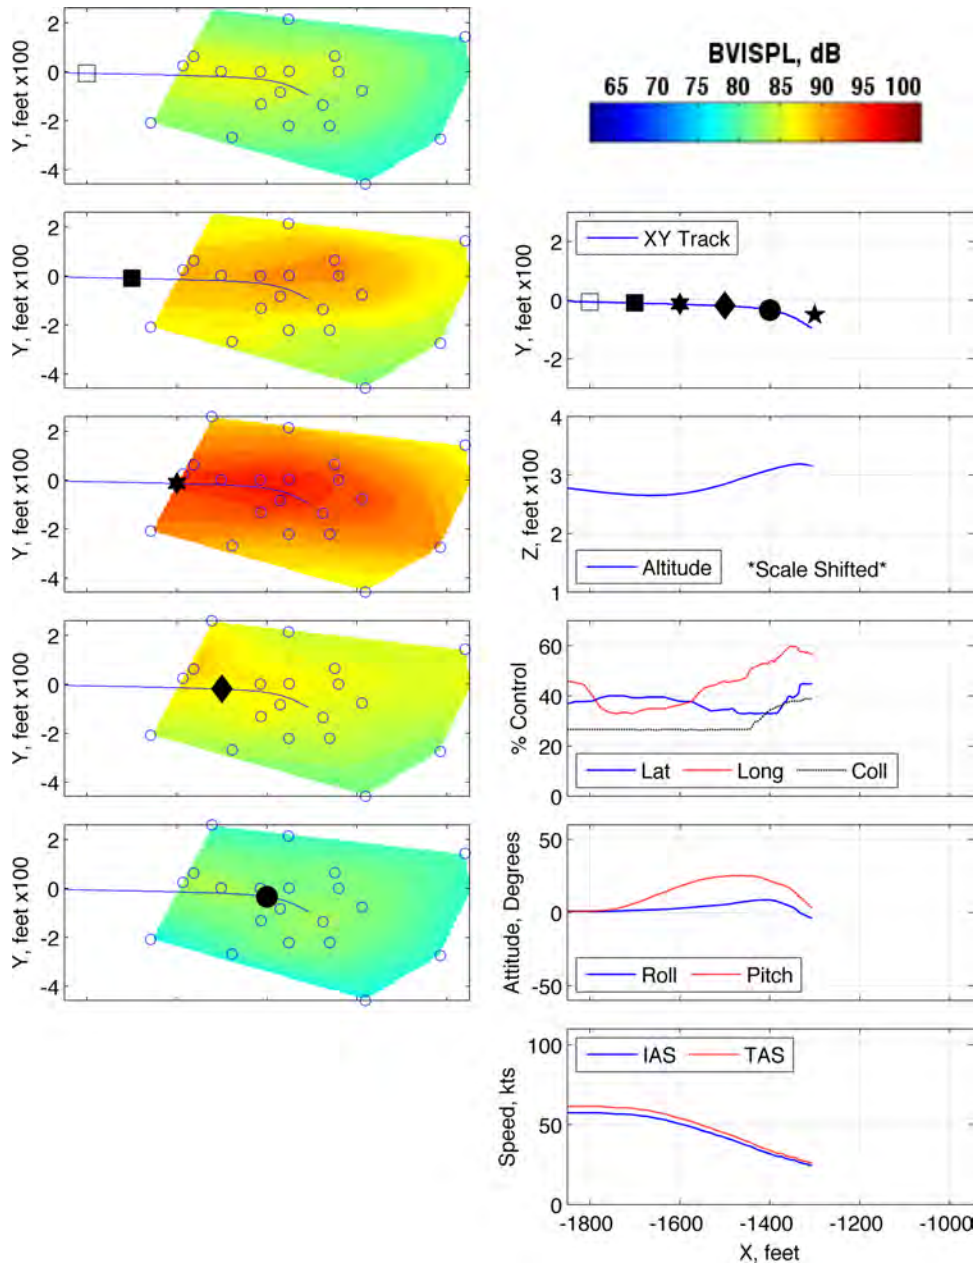 2
0
-2
-4
Y, feet x100
BVISPL, dB
65 70 78 80 85 90 95 100
2
0
-2
-4
Y, feet x100
2
0
-2
Y, feet x100
XY Track
2
0
-2
-4
Y, feet x100
4
3
2
1
Z, feet x100
Altitude
*Scale Shifted*
2
0
-2
-4
Y, feet x100
60
40
20
0
% Control
Lat Long Coll
2
0
-2
-4
Y, feet x100
50
0
-50
Attitude, Degrees
Roll Pitch
100
50
0
Speed, kts
IAS TAS
-1800 -1600 -1400 -1200 -1000
X, feet